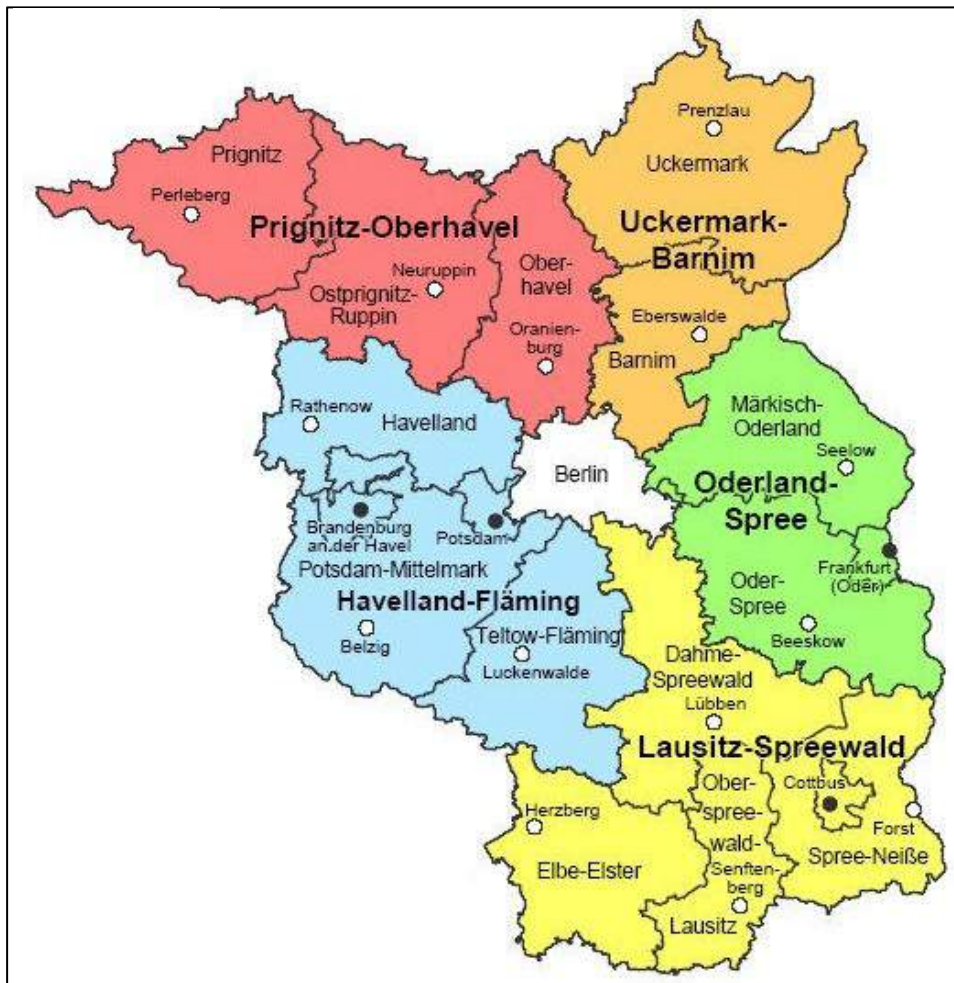 Prenzlau
Prignitz
Uckermark
Perleberg
Prignitz-Oberhavel
Uckermark-
Barnim
Neuruppin
Ober-
havel
Ostprignitz-
Ruppin
Eberswalde
Oranien-
burg
Barnim
Rathenow
Havelland
Märkisch-
Oderland
Seelow
Berlin
Oderland-
Spree
Brandenburg
an der Havel
Potsdam
Potsdam-Mittelmark
Frankfurt
(Oder)
Oder-
Spree
Havelland-Fläming
Belzig
Teltow-Fläming
Luckenwalde
Beeskow
Dahme-
Spreewald
Lübben
Lausitz-Spreewald
Cottbus
Ober-
spree-
wald-
Herzberg
Forst
Elbe-Elster
Spree-Neiße
Senften-
berg
Lausitz